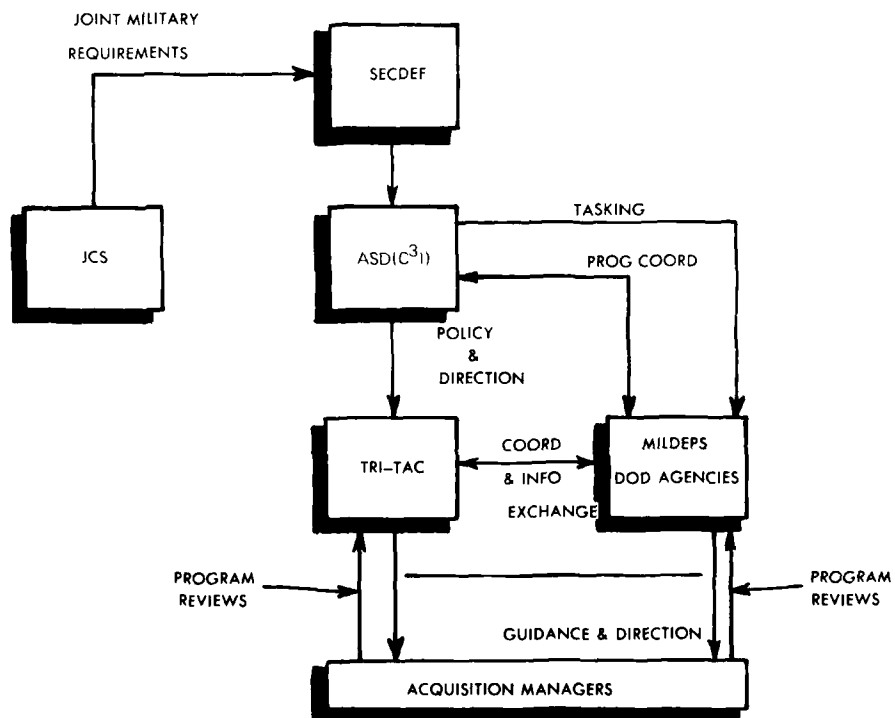 JOINT MILITARY
REQUIREMENTS
SECDEF
JCS
ASD(C³I)
TASKING
PROG COORD
POLICY
&
DIRECTION
TRI-TAC
COORD
& INFO
EXCHANGE
MILDEPS
DOD AGENCIES
PROGRAM
REVIEWS
PROGRAM
REVIEWS
GUIDANCE & DIRECTION
ACQUISITION MANAGERS